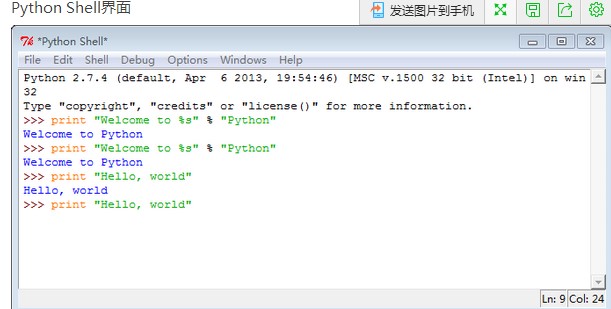 Python Shell界面
发送图片到手机
*Python Shell*
File Edit Shell Debug Options Windows Help
Python 2.7.4 (default, Apr  6 2013, 19:54:46) [MSC v.1500 32 bit (Intel)] on win
32
Type "copyright", "credits" or "license()" for more information.
>>> print "Welcome to %s" % "Python"
Welcome to Python
>>> print "Welcome to %s" % "Python"
Welcome to Python
>>> print "Hello, world"
Hello, world
>>> print "Hello, world"
Ln: 9 Col: 24